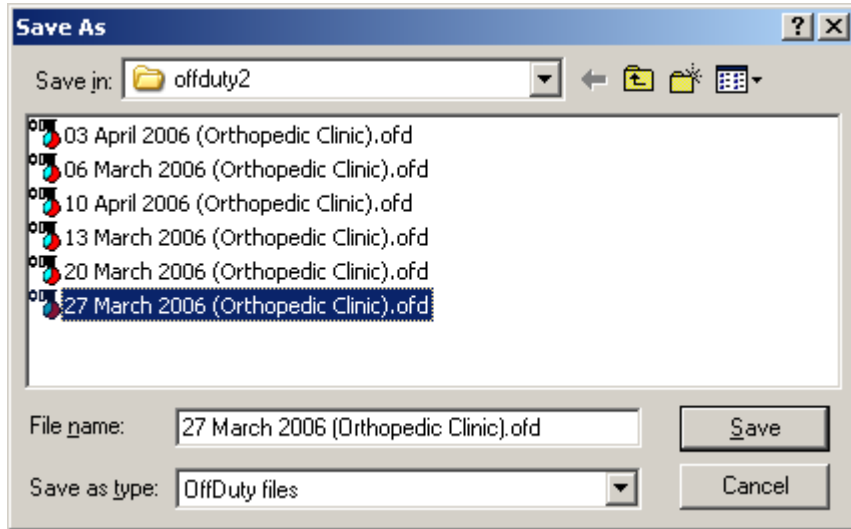 Save As
Save in: offduty2
03 April 2006 (Orthopedic Clinic).ofd
06 March 2006 (Orthopedic Clinic).ofd
10 April 2006 (Orthopedic Clinic).ofd
13 March 2006 (Orthopedic Clinic).ofd
20 March 2006 (Orthopedic Clinic).ofd
27 March 2006 (Orthopedic Clinic).ofd
File name: 27 March 2006 (Orthopedic Clinic).ofd Save
Save as type: OffDuty files Cancel